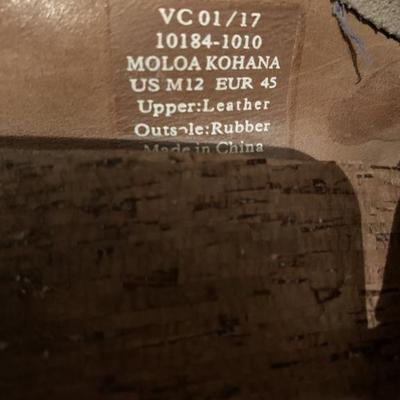 VC 01/17
10184-1010
MOLOA KOHANA
US M12 EUR 45
Upper:Leather
Outsole:Rubber
Made in China